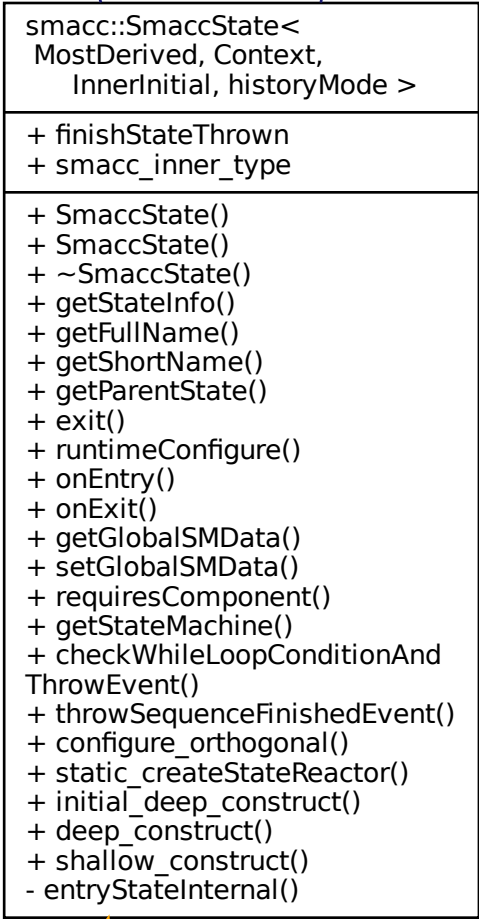 smacc::SmaccState<
MostDerived, Context,
InnerInitial, historyMode >
+ finishStateThrown
+ smacc_inner_type
+ SmaccState()
+ SmaccState()
+ ~SmaccState()
+ getStateInfo()
+ getFullName()
+ getShortName()
+ getParentState()
+ exit()
+ runtimeConfigure()
+ onEntry()
+ onExit()
+ getGlobalSMData()
+ setGlobalSMData()
+ requiresComponent()
+ getStateMachine()
+ checkWhileLoopConditionAnd
ThrowEvent()
+ throwSequenceFinishedEvent()
+ configure_orthogonal()
+ static_createStateReactor()
+ initial_deep_construct()
+ deep_construct()
+ shallow_construct()
- entryStateInternal()